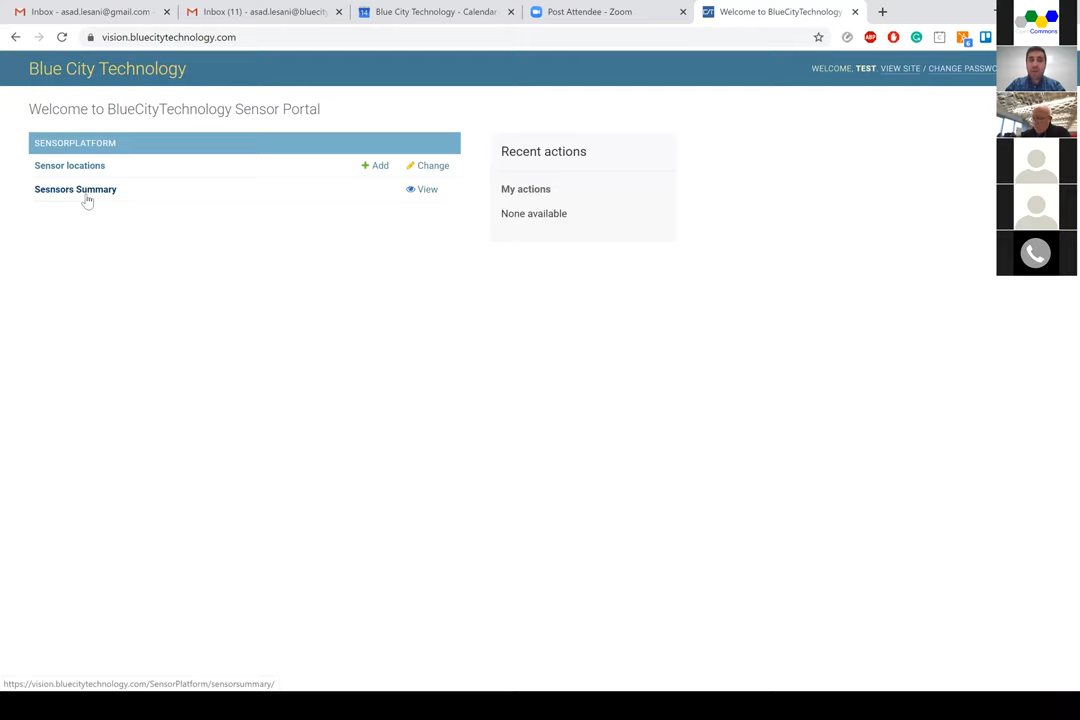 Inbox - asad.lesani@gmail.com
Inbox (11) - asad.lesani@bluecity
Blue City Technology - Calendar
Post Attendee - Zoom
Welcome to BlueCityTechnology
vision.bluecitytechnology.com
Blue City Technology
WELCOME, TEST. VIEW SITE / CHANGE PASSWO
Welcome to BlueCityTechnology Sensor Portal
SENSORPLATFORM
Sensor locations
Add
Change
Sesnsors Summary
View
Recent actions
My actions
None available
https://vision.bluecitytechnology.com/SensorPlatform/sensorsummary/